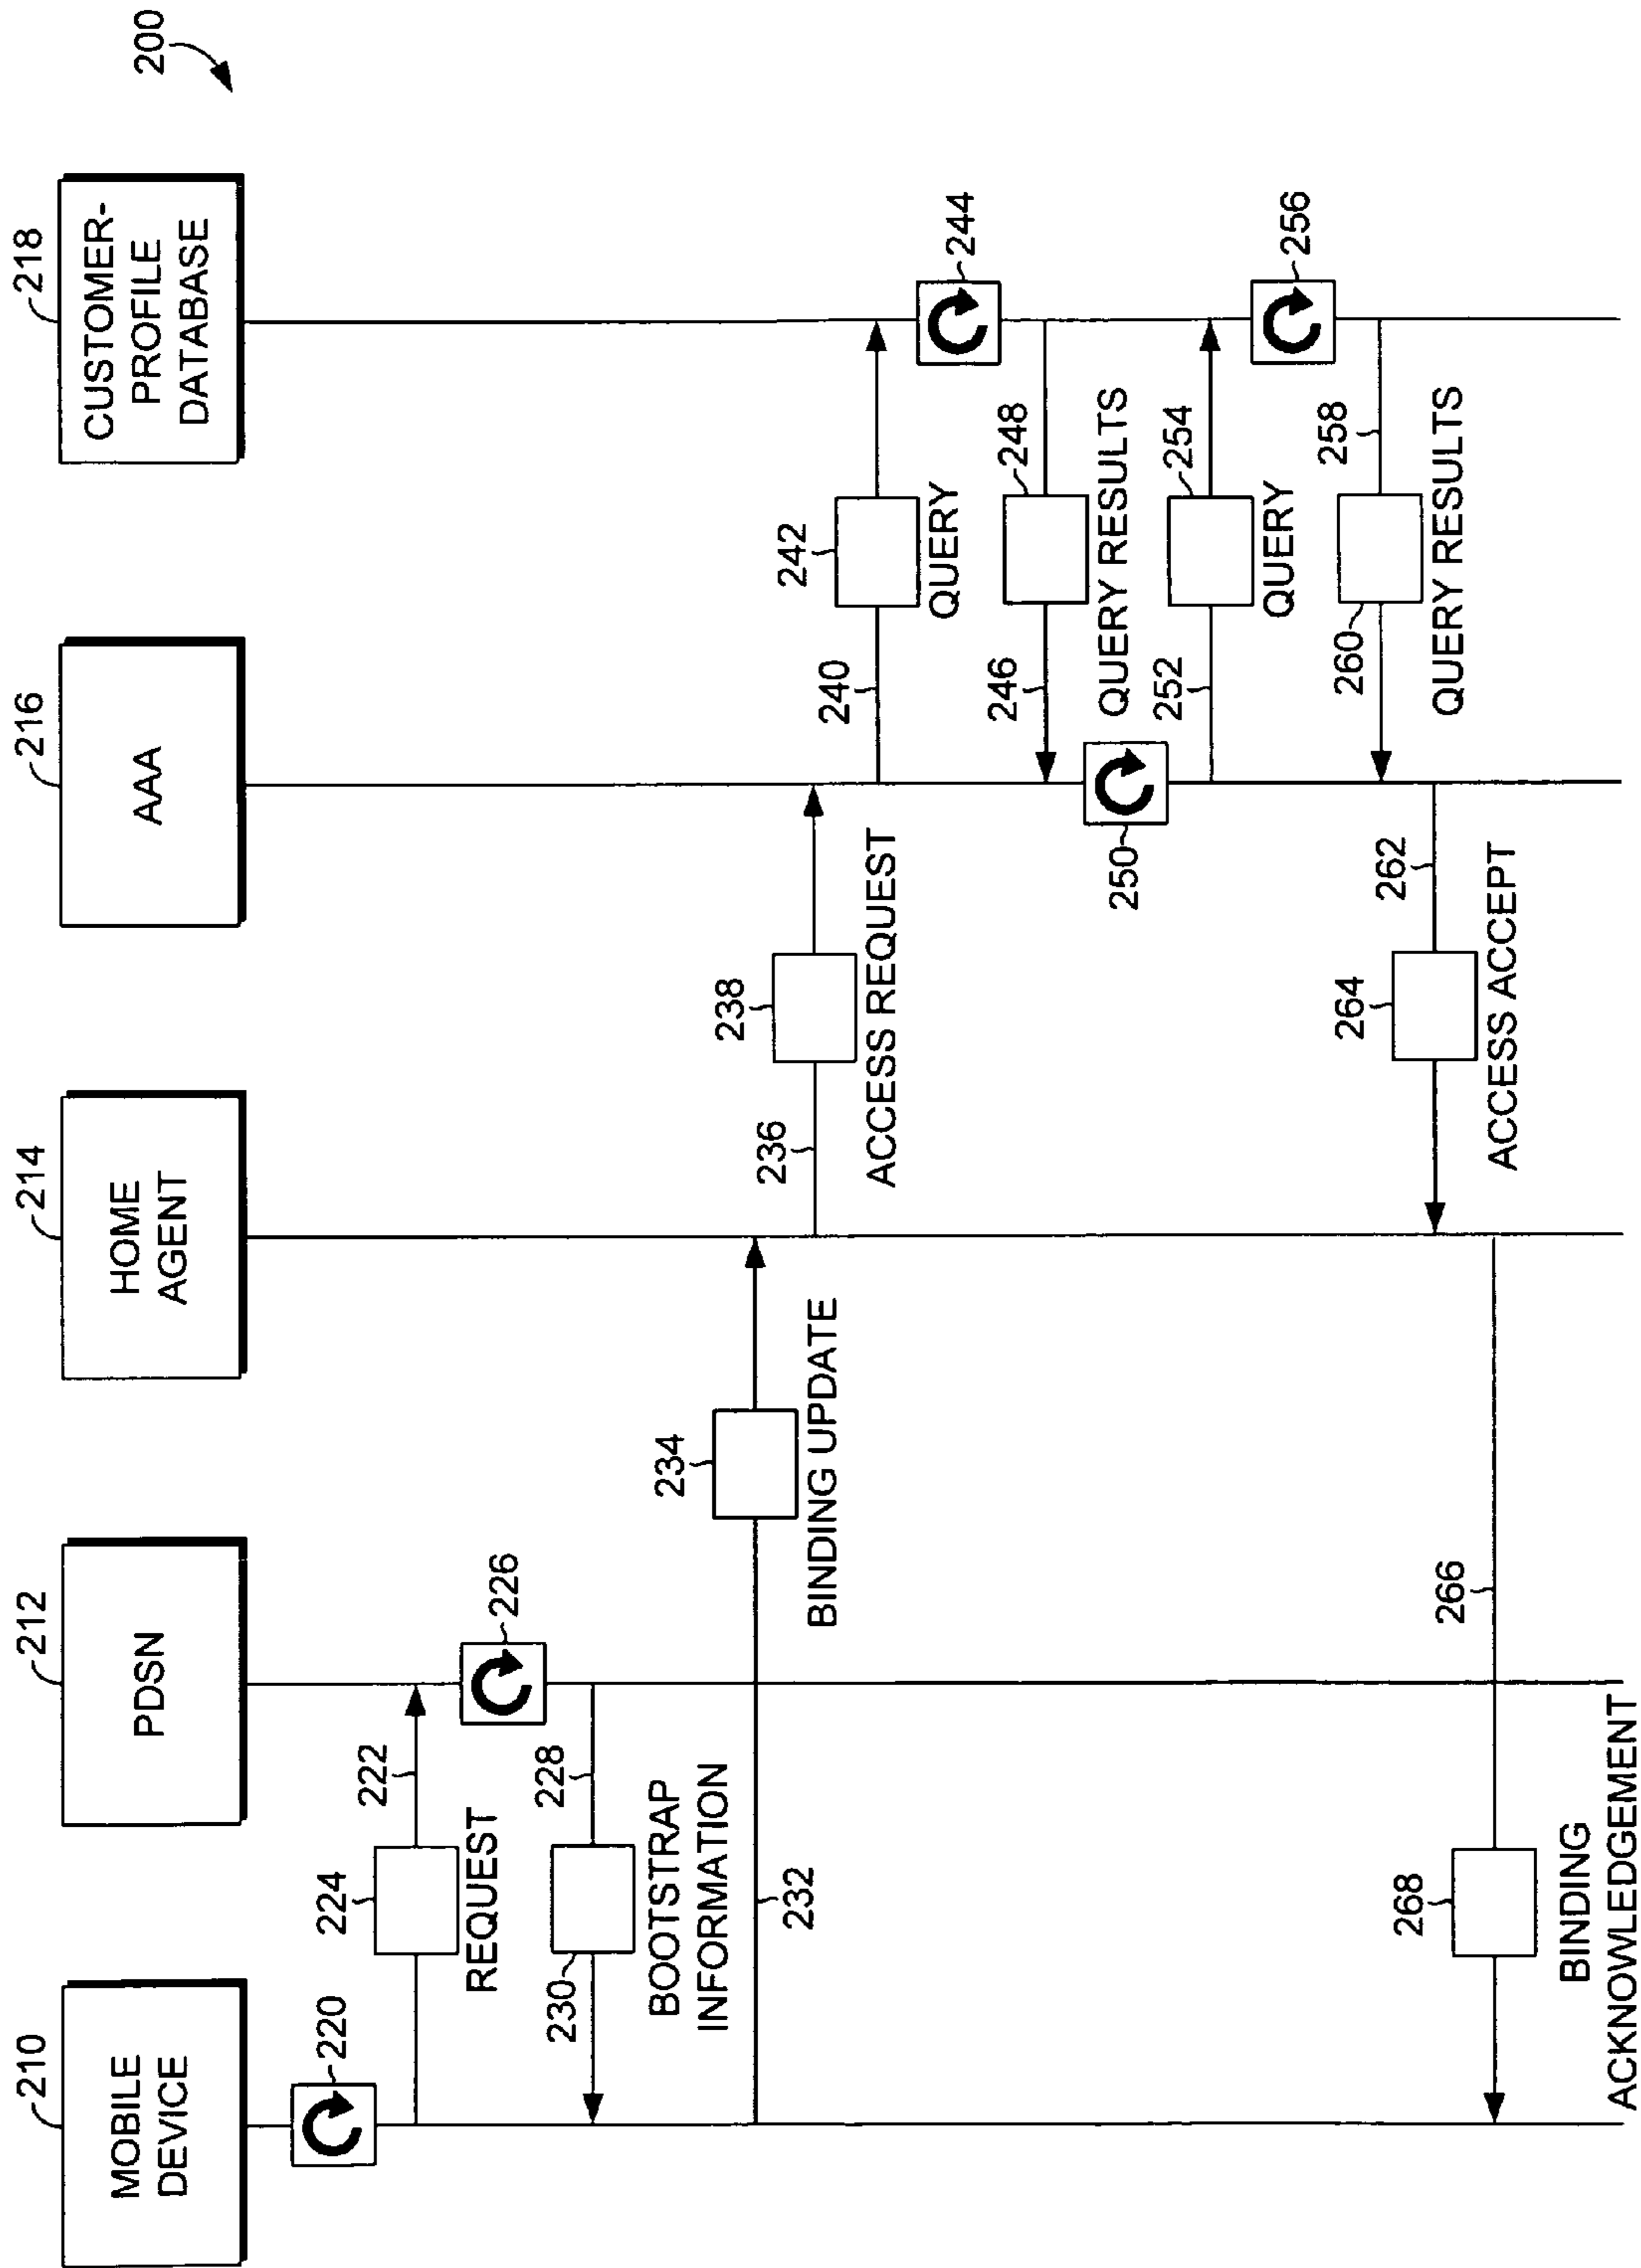 200
210
MOBILE
DEVICE
212
PDSN
214
HOME
AGENT
216
AAA
218
CUSTOMER-
PROFILE
DATABASE
220
224
222
REQUEST
226
228
230
BOOTSTRAP
INFORMATION
232
234
BINDING UPDATE
236
238
ACCESS REQUEST
240
242
QUERY
244
246
248
QUERY RESULTS
250
252
254
QUERY
256
258
260
QUERY RESULTS
262
264
ACCESS ACCEPT
266
268
BINDING
ACKNOWLEDGEMENT